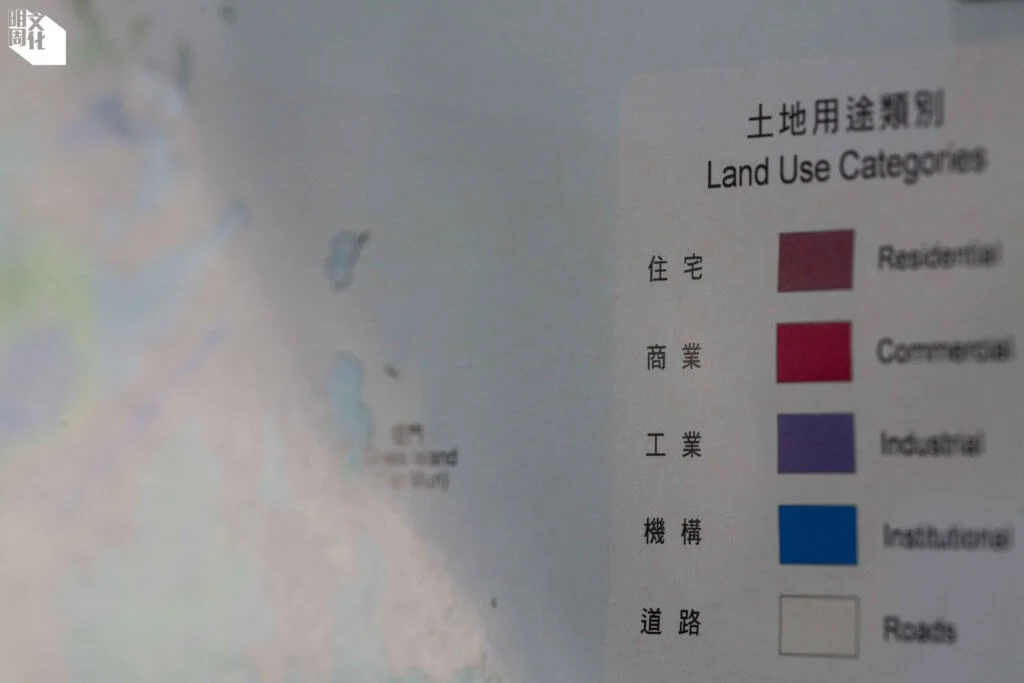 明周
文化
土地用途類別
Land Use Categories
住宅 Residential
商業 Commercial
工業 Industrial
機構 Institutional
道路 Roads
Island